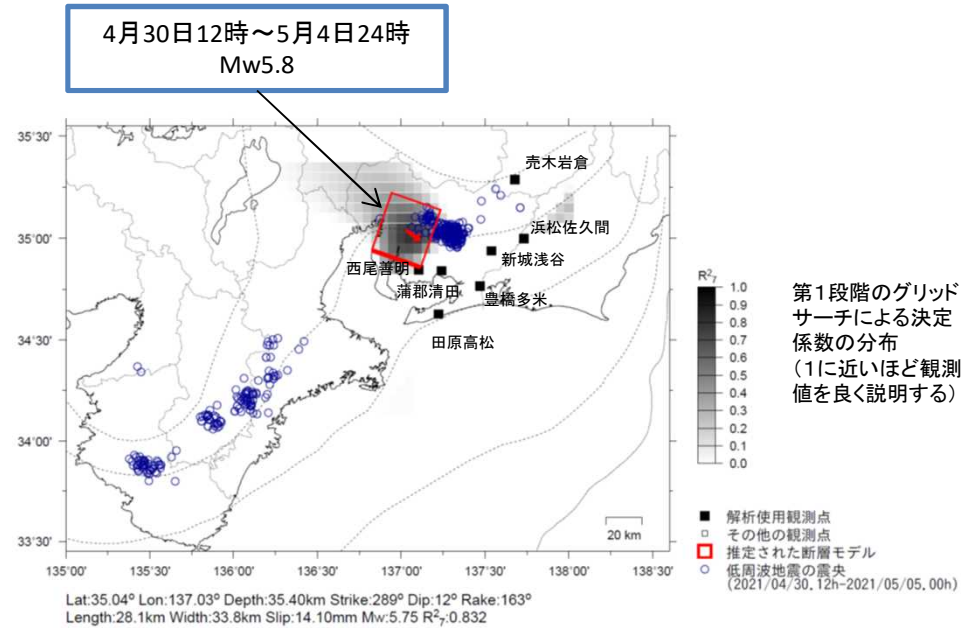 4月30日12時～5月4日24時
Mw5.8
35°30'
35°00'
34°30'
34°00'
33°30'
135°00'
135°30'
136°00'
136°30'
137°00'
137°30'
138°00'
138°30'
売木岩倉
浜松佐久間
新城浅谷
西尾善明
蒲郡清田
豊橋多米
田原高松
20 km
R²₇
1.0
0.9
0.8
0.7
0.6
0.5
0.4
0.3
0.2
0.1
0.0
第1段階のグリッド
サーチによる決定
係数の分布
(1に近いほど観測
値を良く説明する)
解析使用観測点
その他の観測点
推定された断層モデル
低周波地震の震央
(2021/04/30.12h-2021/05/05.00h)
Lat:35.04° Lon:137.03° Depth:35.40km Strike:289° Dip:12° Rake:163°
Length:28.1km Width:33.8km Slip:14.10mm Mw:5.75 R²₇:0.832